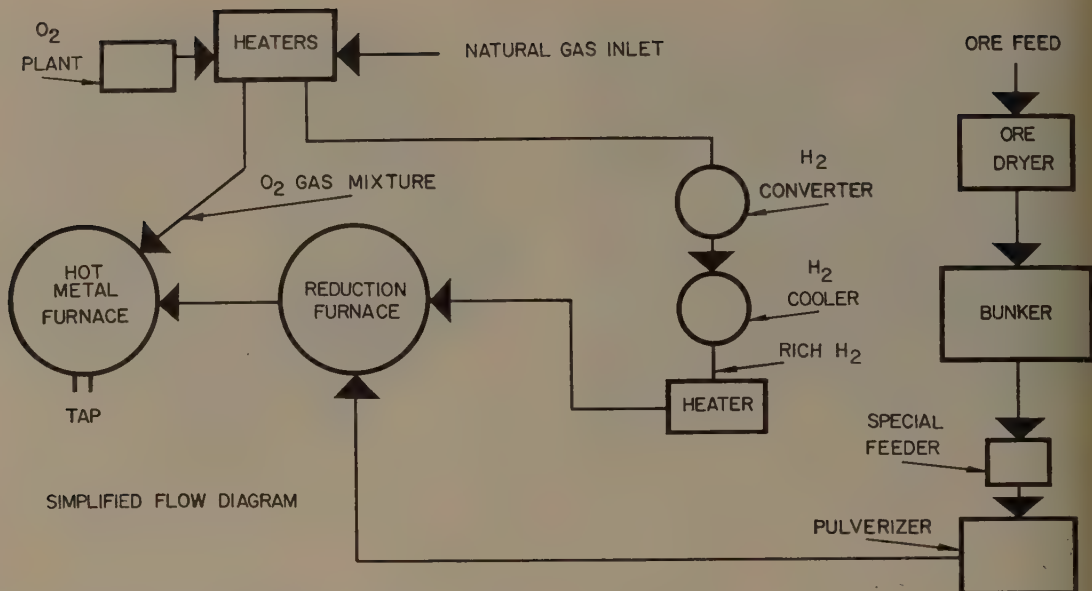 O2
PLANT
HEATERS
NATURAL GAS INLET
ORE FEED
ORE
DRYER
H2
CONVERTER
O2 GAS MIXTURE
HOT
METAL
FURNACE
REDUCTION
FURNACE
H2
COOLER
BUNKER
RICH H2
HEATER
TAP
SPECIAL
FEEDER
SIMPLIFIED FLOW DIAGRAM
PULVERIZER